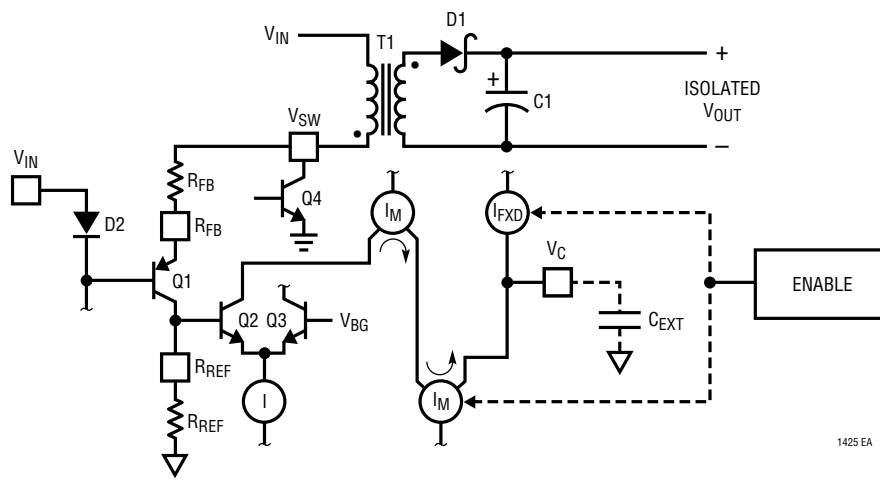 VIN
T1
D1
+
+
C1
ISOLATED
VOUT
−
VSW
VIN
RFB
Q4
IM
IFXD
D2
RFB
VC
ENABLE
Q1
Q2
Q3
VBG
CEXT
RREF
I
IM
RREF
1425 EA